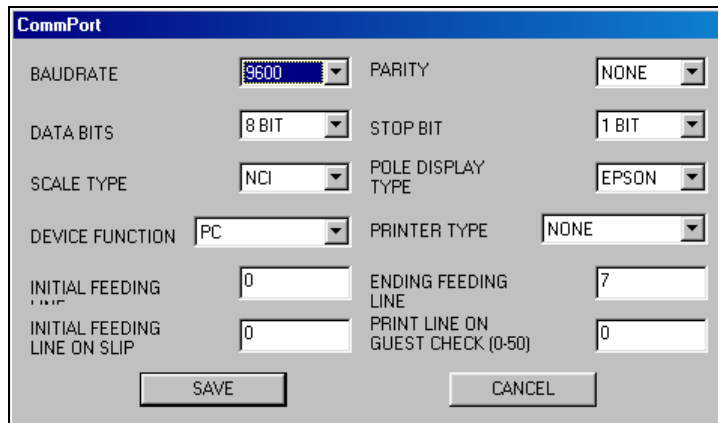 CommPort
BAUDRATE 9600 PARITY NONE
DATA BITS 8 BIT STOP BIT 1 BIT
SCALE TYPE NCI POLE DISPLAY TYPE EPSON
DEVICE FUNCTION PC PRINTER TYPE NONE
INITIAL FEEDING 0 ENDING FEEDING LINE 7
INITIAL FEEDING LINE ON SLIP 0 PRINT LINE ON GUEST CHECK (0-50) 0
SAVE CANCEL